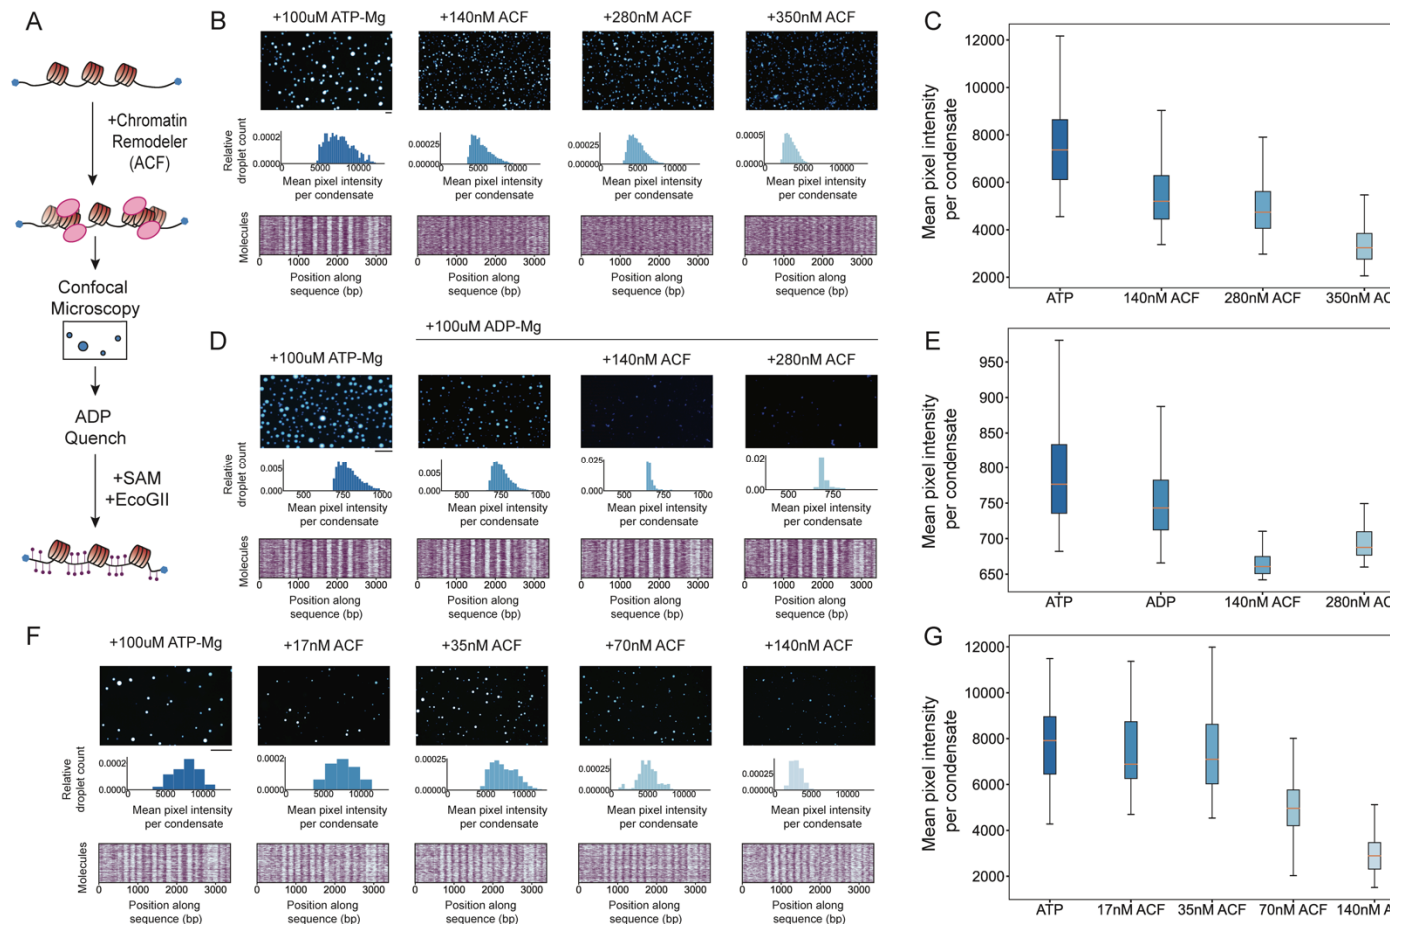 A
+Chromatin
Remodeler
(ACF)
Confocal
Microscopy
ADP
Quench
+SAM
+EcoGII
B
+100uM ATP-Mg
+140nM ACF
+280nM ACF
+350nM ACF
Relative
droplet count
0.0002
0.0000
0
5000
10000
0.00025
0.00000
0
5000
10000
0.00025
0.00000
0
5000
10000
0.0005
0.0000
0
5000
10000
Mean pixel intensity
per condensate
Mean pixel intensity
per condensate
Mean pixel intensity
per condensate
Mean pixel intensity
per condensate
Molecules
0 1000 2000 3000
0 1000 2000 3000
0 1000 2000 3000
0 1000 2000 3000
Position along
sequence (bp)
Position along
sequence (bp)
Position along
sequence (bp)
Position along
sequence (bp)
C
Mean pixel intensity
per condensate
12000
10000
8000
6000
4000
2000
ATP
140nM ACF
280nM ACF
350nM AC
D
+100uM ADP-Mg
+100uM ATP-Mg
+140nM ACF
+280nM ACF
Relative
droplet count
0.005
0.000
500 750 1000
0.005
0.000
500 750 1000
0.025
0.000
500 750 1000
0.02
0.00
500 750 1000
Mean pixel intensity
per condensate
Mean pixel intensity
per condensate
Mean pixel intensity
per condensate
Mean pixel intensity
per condensate
Molecules
0 1000 2000 3000
0 1000 2000 3000
0 1000 2000 3000
0 1000 2000 3000
Position along
sequence (bp)
Position along
sequence (bp)
Position along
sequence (bp)
Position along
sequence (bp)
E
Mean pixel intensity
per condensate
950
900
850
800
750
700
650
ATP
ADP
140nM ACF
280nM AC
F
+100uM ATP-Mg
+17nM ACF
+35nM ACF
+70nM ACF
+140nM ACF
Relative
droplet count
0.0002
0.0000
0 5000 10000
0.0002
0.0000
0 5000 10000
0.00025
0.00000
0 5000 10000
0.00025
0.00000
0 5000 10000
0.00025
0.00000
0 5000 10000
Mean pixel intensity
per condensate
Mean pixel intensity
per condensate
Mean pixel intensity
per condensate
Mean pixel intensity
per condensate
Mean pixel intensity
per condensate
Molecules
0 1000 2000 3000
0 1000 2000 3000
0 1000 2000 3000
0 1000 2000 3000
0 1000 2000 3000
Position along
sequence (bp)
Position along
sequence (bp)
Position along
sequence (bp)
Position along
sequence (bp)
Position along
sequence (bp)
G
Mean pixel intensity
per condensate
12000
10000
8000
6000
4000
2000
ATP
17nM ACF
35nM ACF
70nM ACF
140nM A